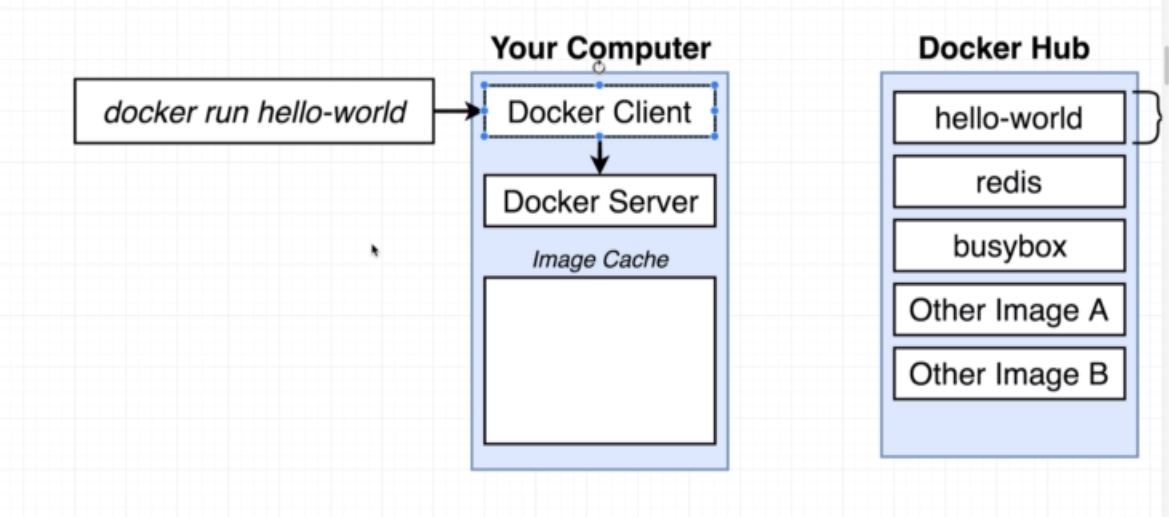 Your Computer
Docker Hub
docker run hello-world
Docker Client
Docker Server
Image Cache
hello-world
redis
busybox
Other Image A
Other Image B